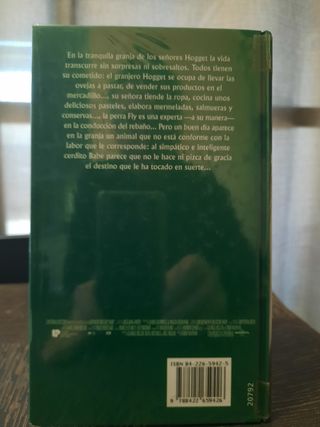 En la tranquila granja de los señores Hogget la vida
transcurre sin sorpresas ni sobresaltos. Todos tienen
su cometido: el granjero Hogget se ocupa de llevar las
ovejas a pastar, de vender sus productos en el
mercadillo..., su señora tiende la ropa, cocina unos
deliciosos pasteles, elabora mermeladas, salmueras y
conservas..., la perra Fly es una experta —a su manera—
en la conducción del rebaño... Pero un buen día aparece
en la granja un animal que no está conforme con la
labor que le corresponde: al simpático e inteligente
cerdito Babe parece que no le hace ni pizca de gracia
el destino que le ha tocado en suerte...
ISBN 84-226-5942-5
9 788422 659426
20792